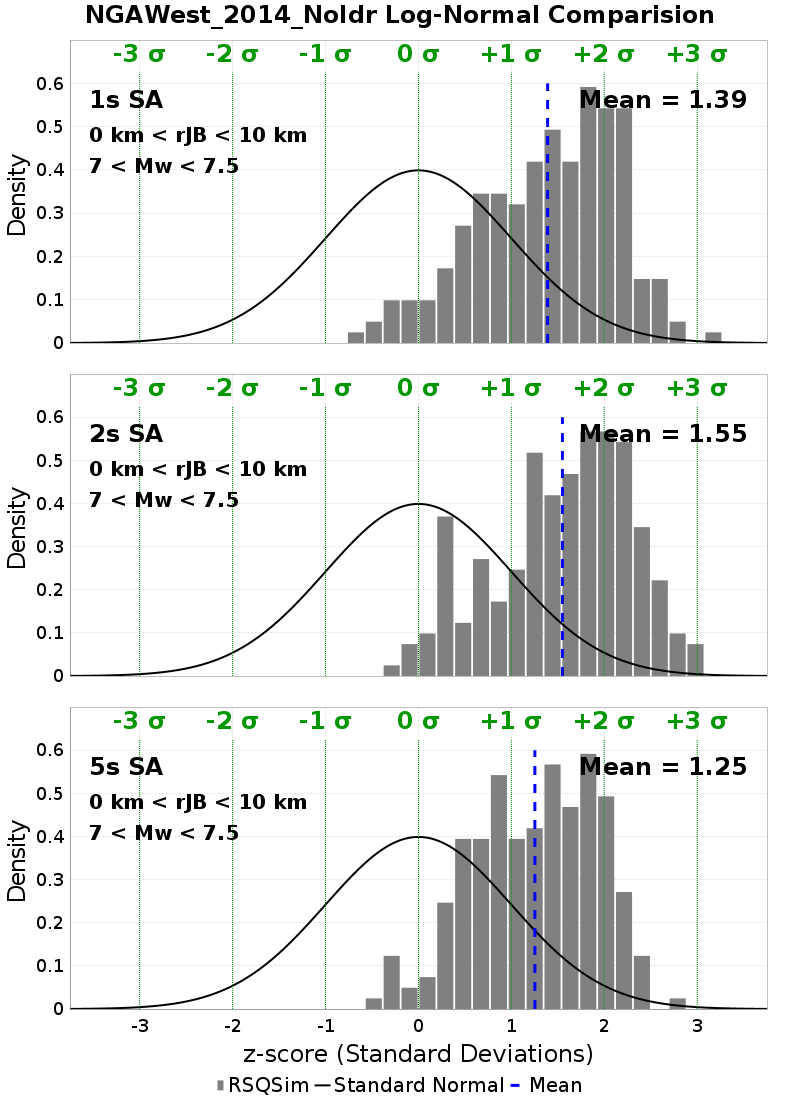 NGAWest_2014_NoIdr Log-Normal Comparision
-3 σ -2 σ -1 σ 0 σ +1 σ +2 σ +3 σ
1s SA
Mean = 1.39
0 km < rJB < 10 km
7 < Mw < 7.5
Density
0.6
0.5
0.4
0.3
0.2
0.1
0
-3 σ -2 σ -1 σ 0 σ +1 σ +2 σ +3 σ
2s SA
Mean = 1.55
0 km < rJB < 10 km
7 < Mw < 7.5
Density
0.6
0.5
0.4
0.3
0.2
0.1
0
-3 σ -2 σ -1 σ 0 σ +1 σ +2 σ +3 σ
5s SA
Mean = 1.25
0 km < rJB < 10 km
7 < Mw < 7.5
Density
0.6
0.5
0.4
0.3
0.2
0.1
0
-3 -2 -1 0 1 2 3
z-score (Standard Deviations)
RSQSim Standard Normal Mean